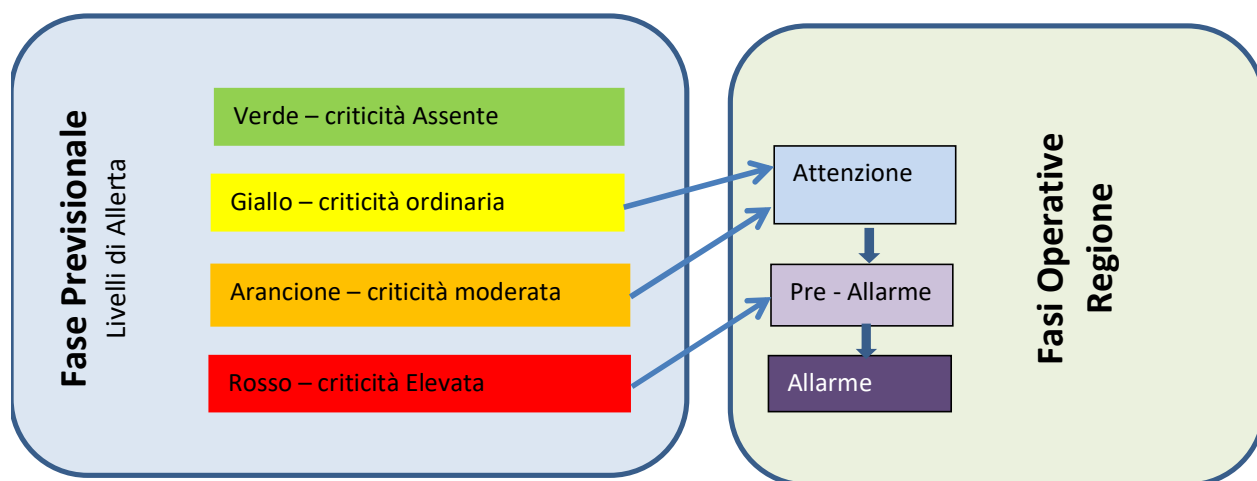 Fase Previsionale
Livelli di Allerta
Verde – criticità Assente
Giallo – criticità ordinaria
Arancione – criticità moderata
Rosso – criticità Elevata
Attenzione
Pre - Allarme
Allarme
Fasi Operative
Regione